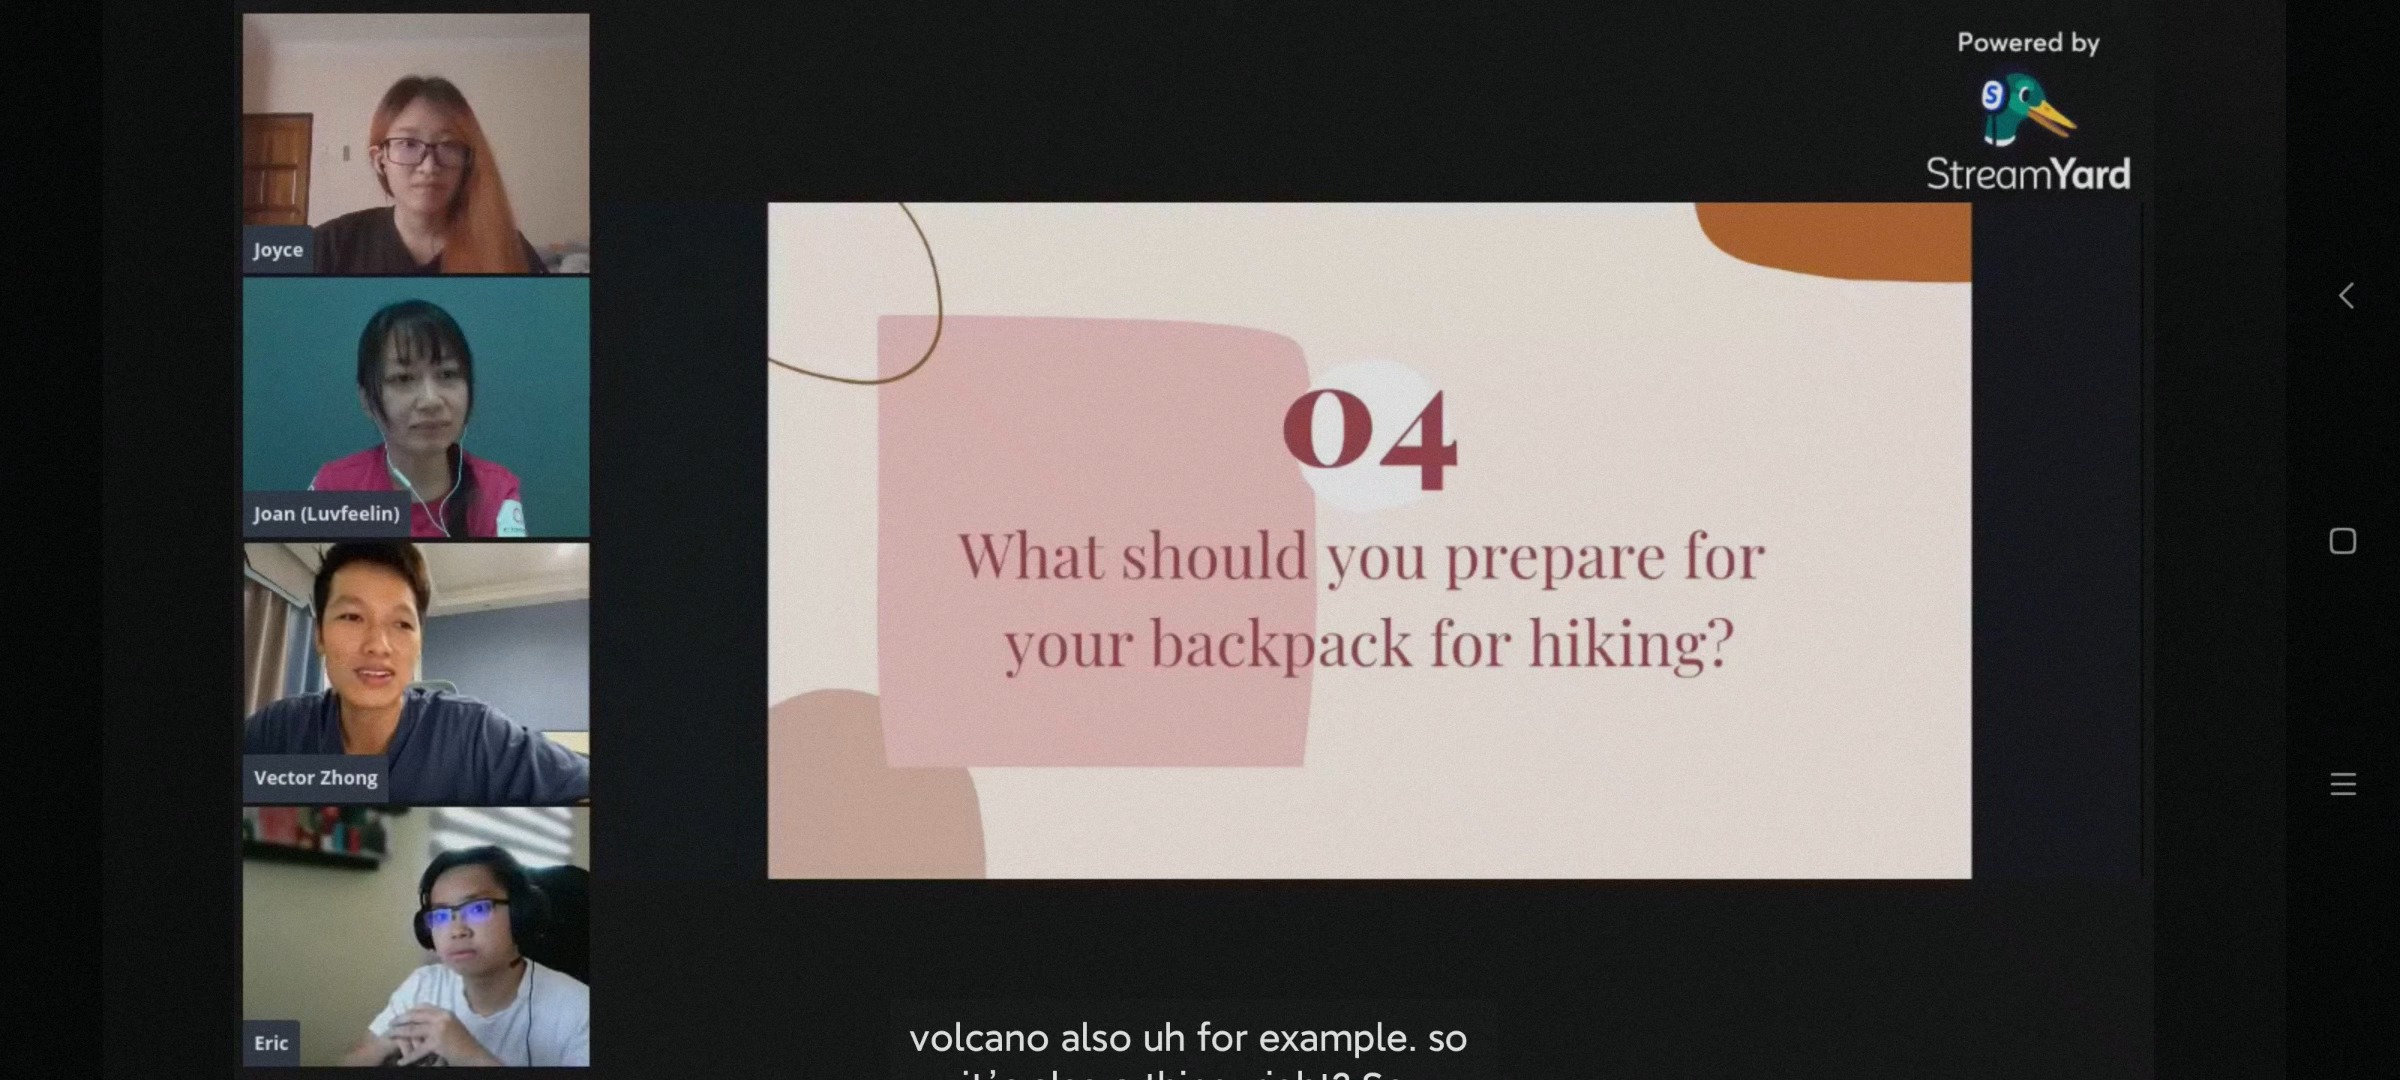 Joyce
Joan (Luvfeelin)
Vector Zhong
Eric
Powered by
S
StreamYard
04
What should you prepare for
your backpack for hiking?
volcano also uh for example. so